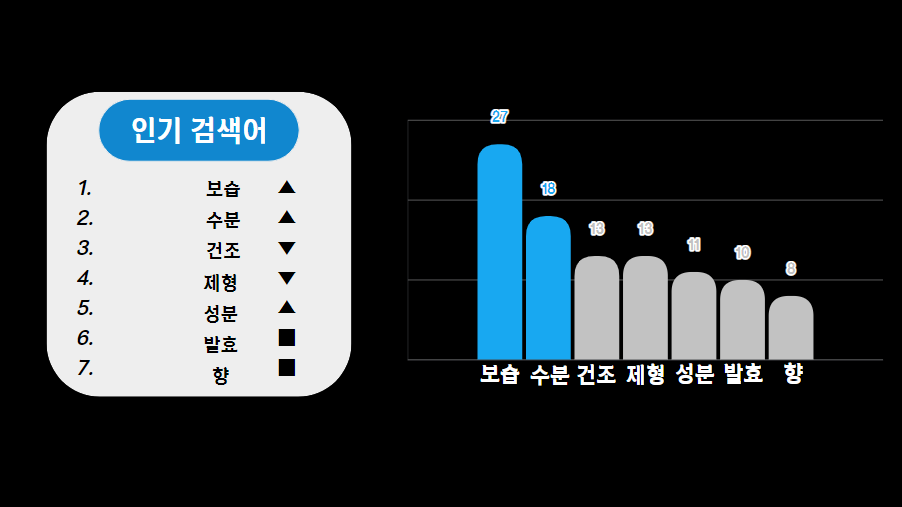 인기 검색어
1. 보습 ▲
2. 수분 ▲
3. 건조 ▼
4. 제형 ▼
5. 성분 ▲
6. 발효 ■
7. 향 ■
27
18
13
13
11
10
8
보습 수분 건조 제형 성분 발효 향